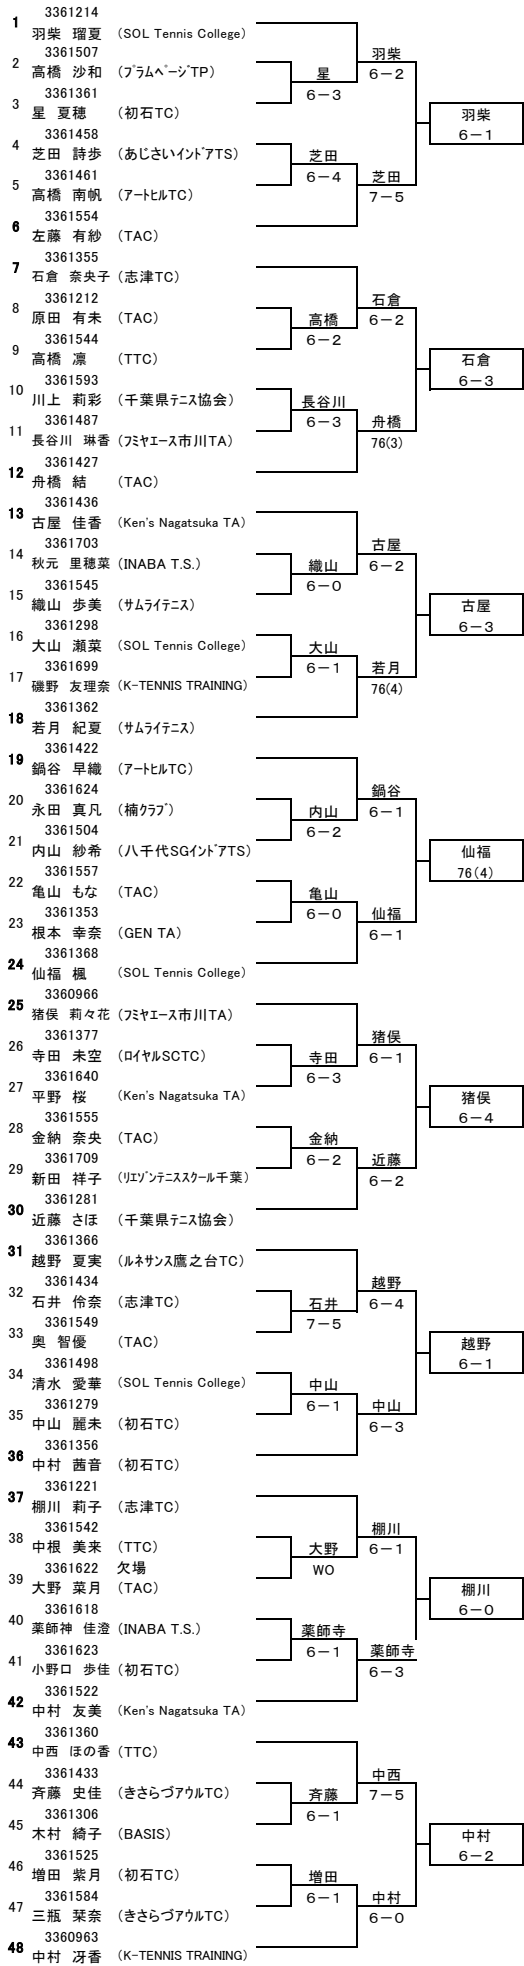 3361214
1 羽柴 瑠夏 (SOL Tennis College)
3361507 羽柴
2 高橋 沙和 (プラムページTP) 星 6－2
3361361 6－3
3 星 夏穂 (初石TC) 羽柴
3361458 6－1
4 芝田 詩歩 (あじさいインドアTS) 芝田
3361461 6－4 芝田
5 高橋 南帆 (アートヒルTC) 7－5
3361554
6 左藤 有紗 (TAC)
3361355
7 石倉 奈央子 (志津TC)
3361212 石倉
8 原田 有未 (TAC) 高橋 6－2
3361544 6－2
9 高橋 凛 (TTC) 石倉
3361593 6－3
10 川上 莉彩 (千葉県テニス協会) 長谷川
3361487 6－3 舟橋
11 長谷川 琳香 (フミヤエース市川TA) 76(3)
3361427
12 舟橋 結 (TAC)
3361436
13 古屋 佳香 (Ken's Nagatsuka TA)
3361703 古屋
14 秋元 里穂菜 (INABA T.S.) 織山 6－2
3361545 6－0
15 織山 歩美 (サムライテニス) 古屋
3361298 6－3
16 大山 瀬菜 (SOL Tennis College) 大山
3361699 6－1 若月
17 磯野 友理奈 (K-TENNIS TRAINING) 76(4)
3361362
18 若月 紀夏 (サムライテニス)
3361422
19 鍋谷 早織 (アートヒルTC)
3361624 鍋谷
20 永田 真凡 (楠クラブ) 内山 6－1
3361504 6－2
21 内山 紗希 (八千代SGインドアTS) 仙福
3361557 76(4)
22 亀山 もな (TAC) 亀山
3361353 6－0 仙福
23 根本 幸奈 (GEN TA) 6－1
3361368
24 仙福 楓 (SOL Tennis College)
3360966
25 猪俣 莉々花 (フミヤエース市川TA)
3361377 猪俣
26 寺田 未空 (ロイヤルSCTC) 寺田 6－1
3361640 6－3
27 平野 桜 (Ken's Nagatsuka TA) 猪俣
3361555 6－4
28 金納 奈央 (TAC) 金納
3361709 6－2 近藤
29 新田 祥子 (リエゾンテニススクール千葉) 6－2
3361281
30 近藤 さほ (千葉県テニス協会)
3361366
31 越野 夏実 (ルネサンス鷹之台TC)
3361434 越野
32 石井 伶奈 (志津TC) 石井 6－4
3361549 7－5
33 奥 智優 (TAC) 越野
3361498 6－1
34 清水 愛華 (SOL Tennis College) 中山
3361279 6－1 中山
35 中山 麗未 (初石TC) 6－3
3361356
36 中村 茜音 (初石TC)
3361221
37 棚川 莉子 (志津TC)
3361542 棚川
38 中根 美来 (TTC) 大野 6－1
3361622 欠場 WO
39 大野 菜月 (TAC) 棚川
3361618 6－0
40 薬師神 佳澄 (INABA T.S.) 薬師寺
3361623 6－1 薬師寺
41 小野口 歩佳 (初石TC) 6－3
3361522
42 中村 友美 (Ken's Nagatsuka TA)
3361360
43 中西 ほの香 (TTC)
3361433 中西
44 斉藤 史佳 (きさらづアウルTC) 斉藤 7－5
3361306 6－1
45 木村 綺子 (BASIS) 中村
3361525 6－2
46 増田 紫月 (初石TC) 増田
3361584 6－1 中村
47 三瓶 栞奈 (きさらづアウルTC) 6－0
3360963
48 中村 冴香 (K-TENNIS TRAINING)